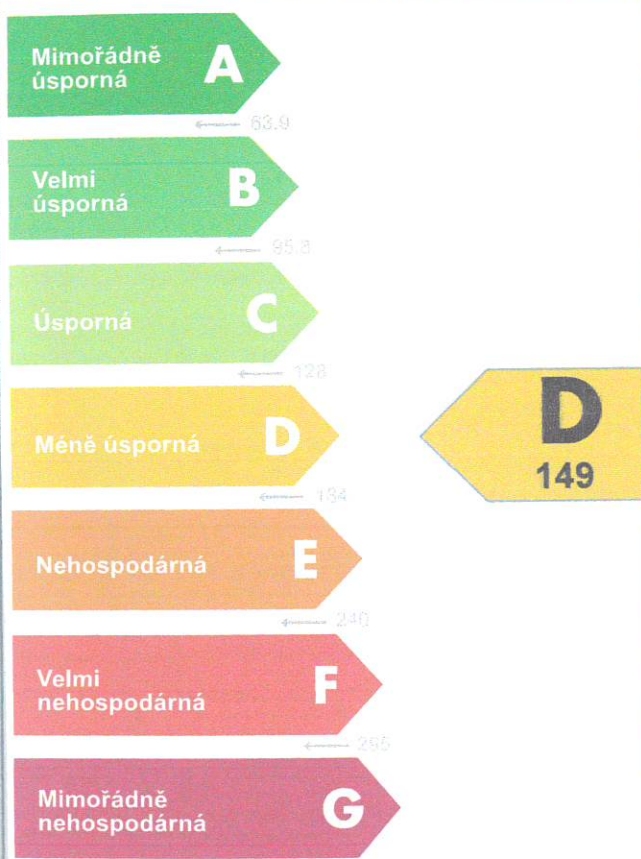 Mimořádně
úsporná
A
63.9
Velmi
úsporná
B
95.8
Úsporná
C
128
Méně úsporná
D
D
149
Nehospodárná
E
240
Velmi
nehospodárná
F
295
Mimořádně
nehospodárná
G